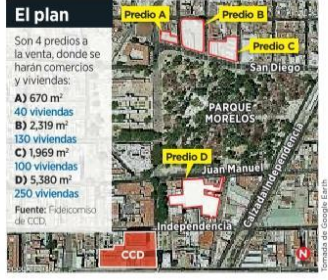 El plan
Son 4 predios a
la venta, donde se
harán comercios
y viviendas:
A) 670 m²
40 viviendas
B) 2,319 m²
130 viviendas
C) 1,969 m²
100 viviendas
D) 5,380 m²
250 viviendas
Fuente: Fideicomiso
de CCD.
Predio A
Predio B
Predio C
San Diego
PARQUE
MORELOS
Predio D
Juan Manuel
Calzada Independencia
Independencia
CCD
N
Tomada de Google Earth